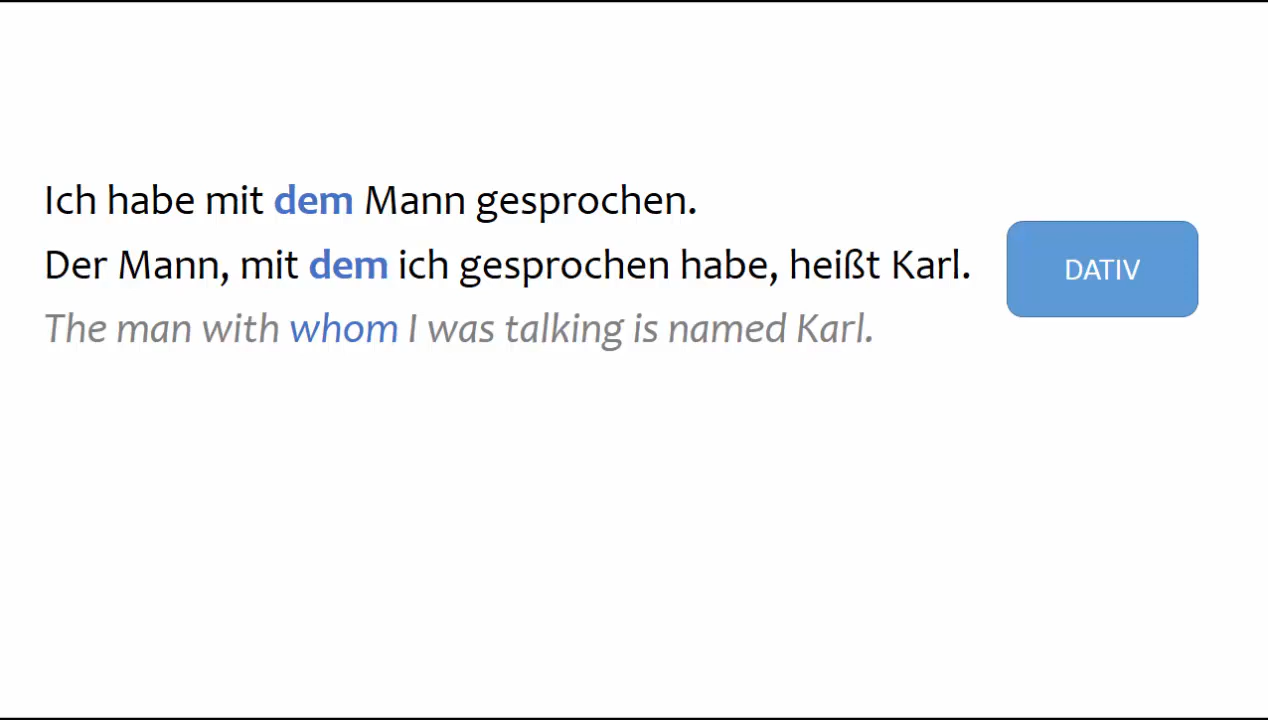 Ich habe mit dem Mann gesprochen.
Der Mann, mit dem ich gesprochen habe, heißt Karl.
The man with whom I was talking is named Karl.
DATIV